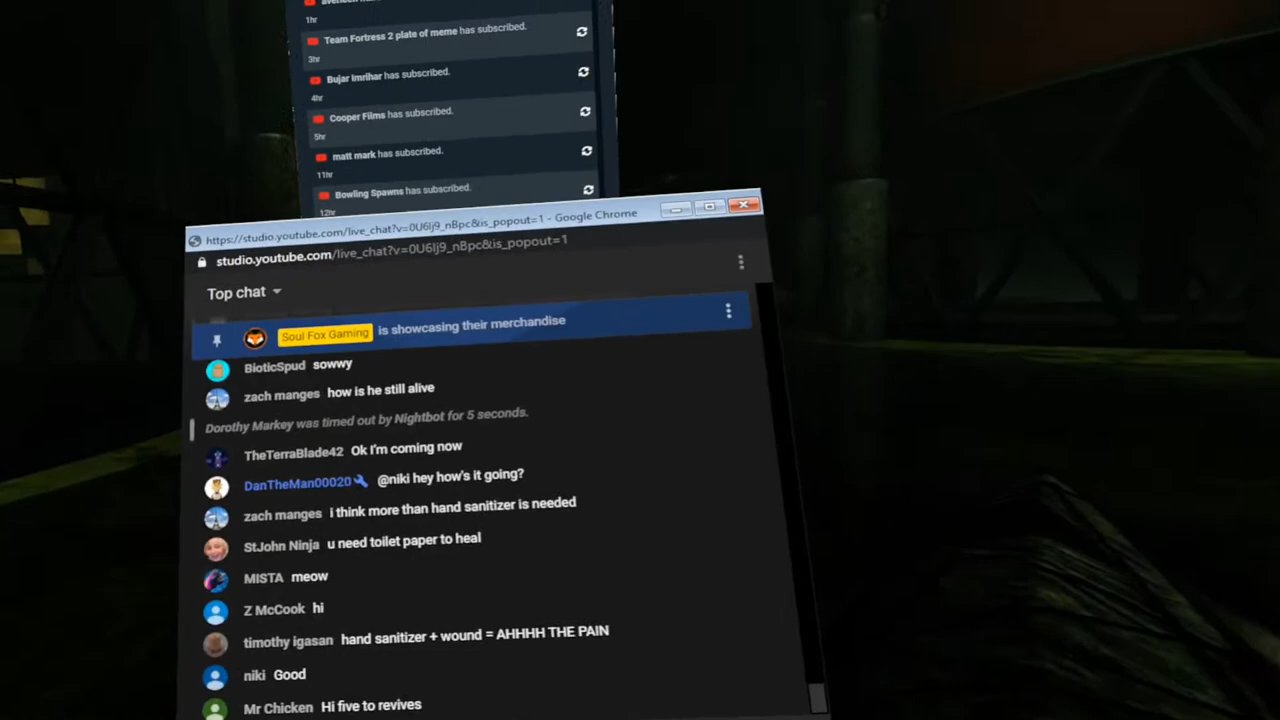 1hr
Team Fortress 2 plate of meme has subscribed.
3hr
Bujar Imrihar has subscribed.
4hr
Cooper Films has subscribed.
5hr
matt mark has subscribed.
11hr
Bowling Spawns has subscribed.
12hr
https://studio.youtube.com/live_chat?v=0U6lj9_nBpc&is_popout=1 - Google Chrome
studio.youtube.com/live_chat?v=0U6lj9_nBpc&is_popout=1
Top chat
Soul Fox Gaming is showcasing their merchandise
BioticSpud sowwy
zach manges how is he still alive
Dorothy Markey was timed out by Nightbot for 5 seconds.
TheTerraBlade42 Ok I'm coming now
DanTheMan00020 @niki hey how's it going?
zach manges i think more than hand sanitizer is needed
StJohn Ninja u need toilet paper to heal
MISTA meow
Z McCook hi
timothy igasan hand sanitizer + wound = AHHHH THE PAIN
niki Good
Mr Chicken Hi five to revives